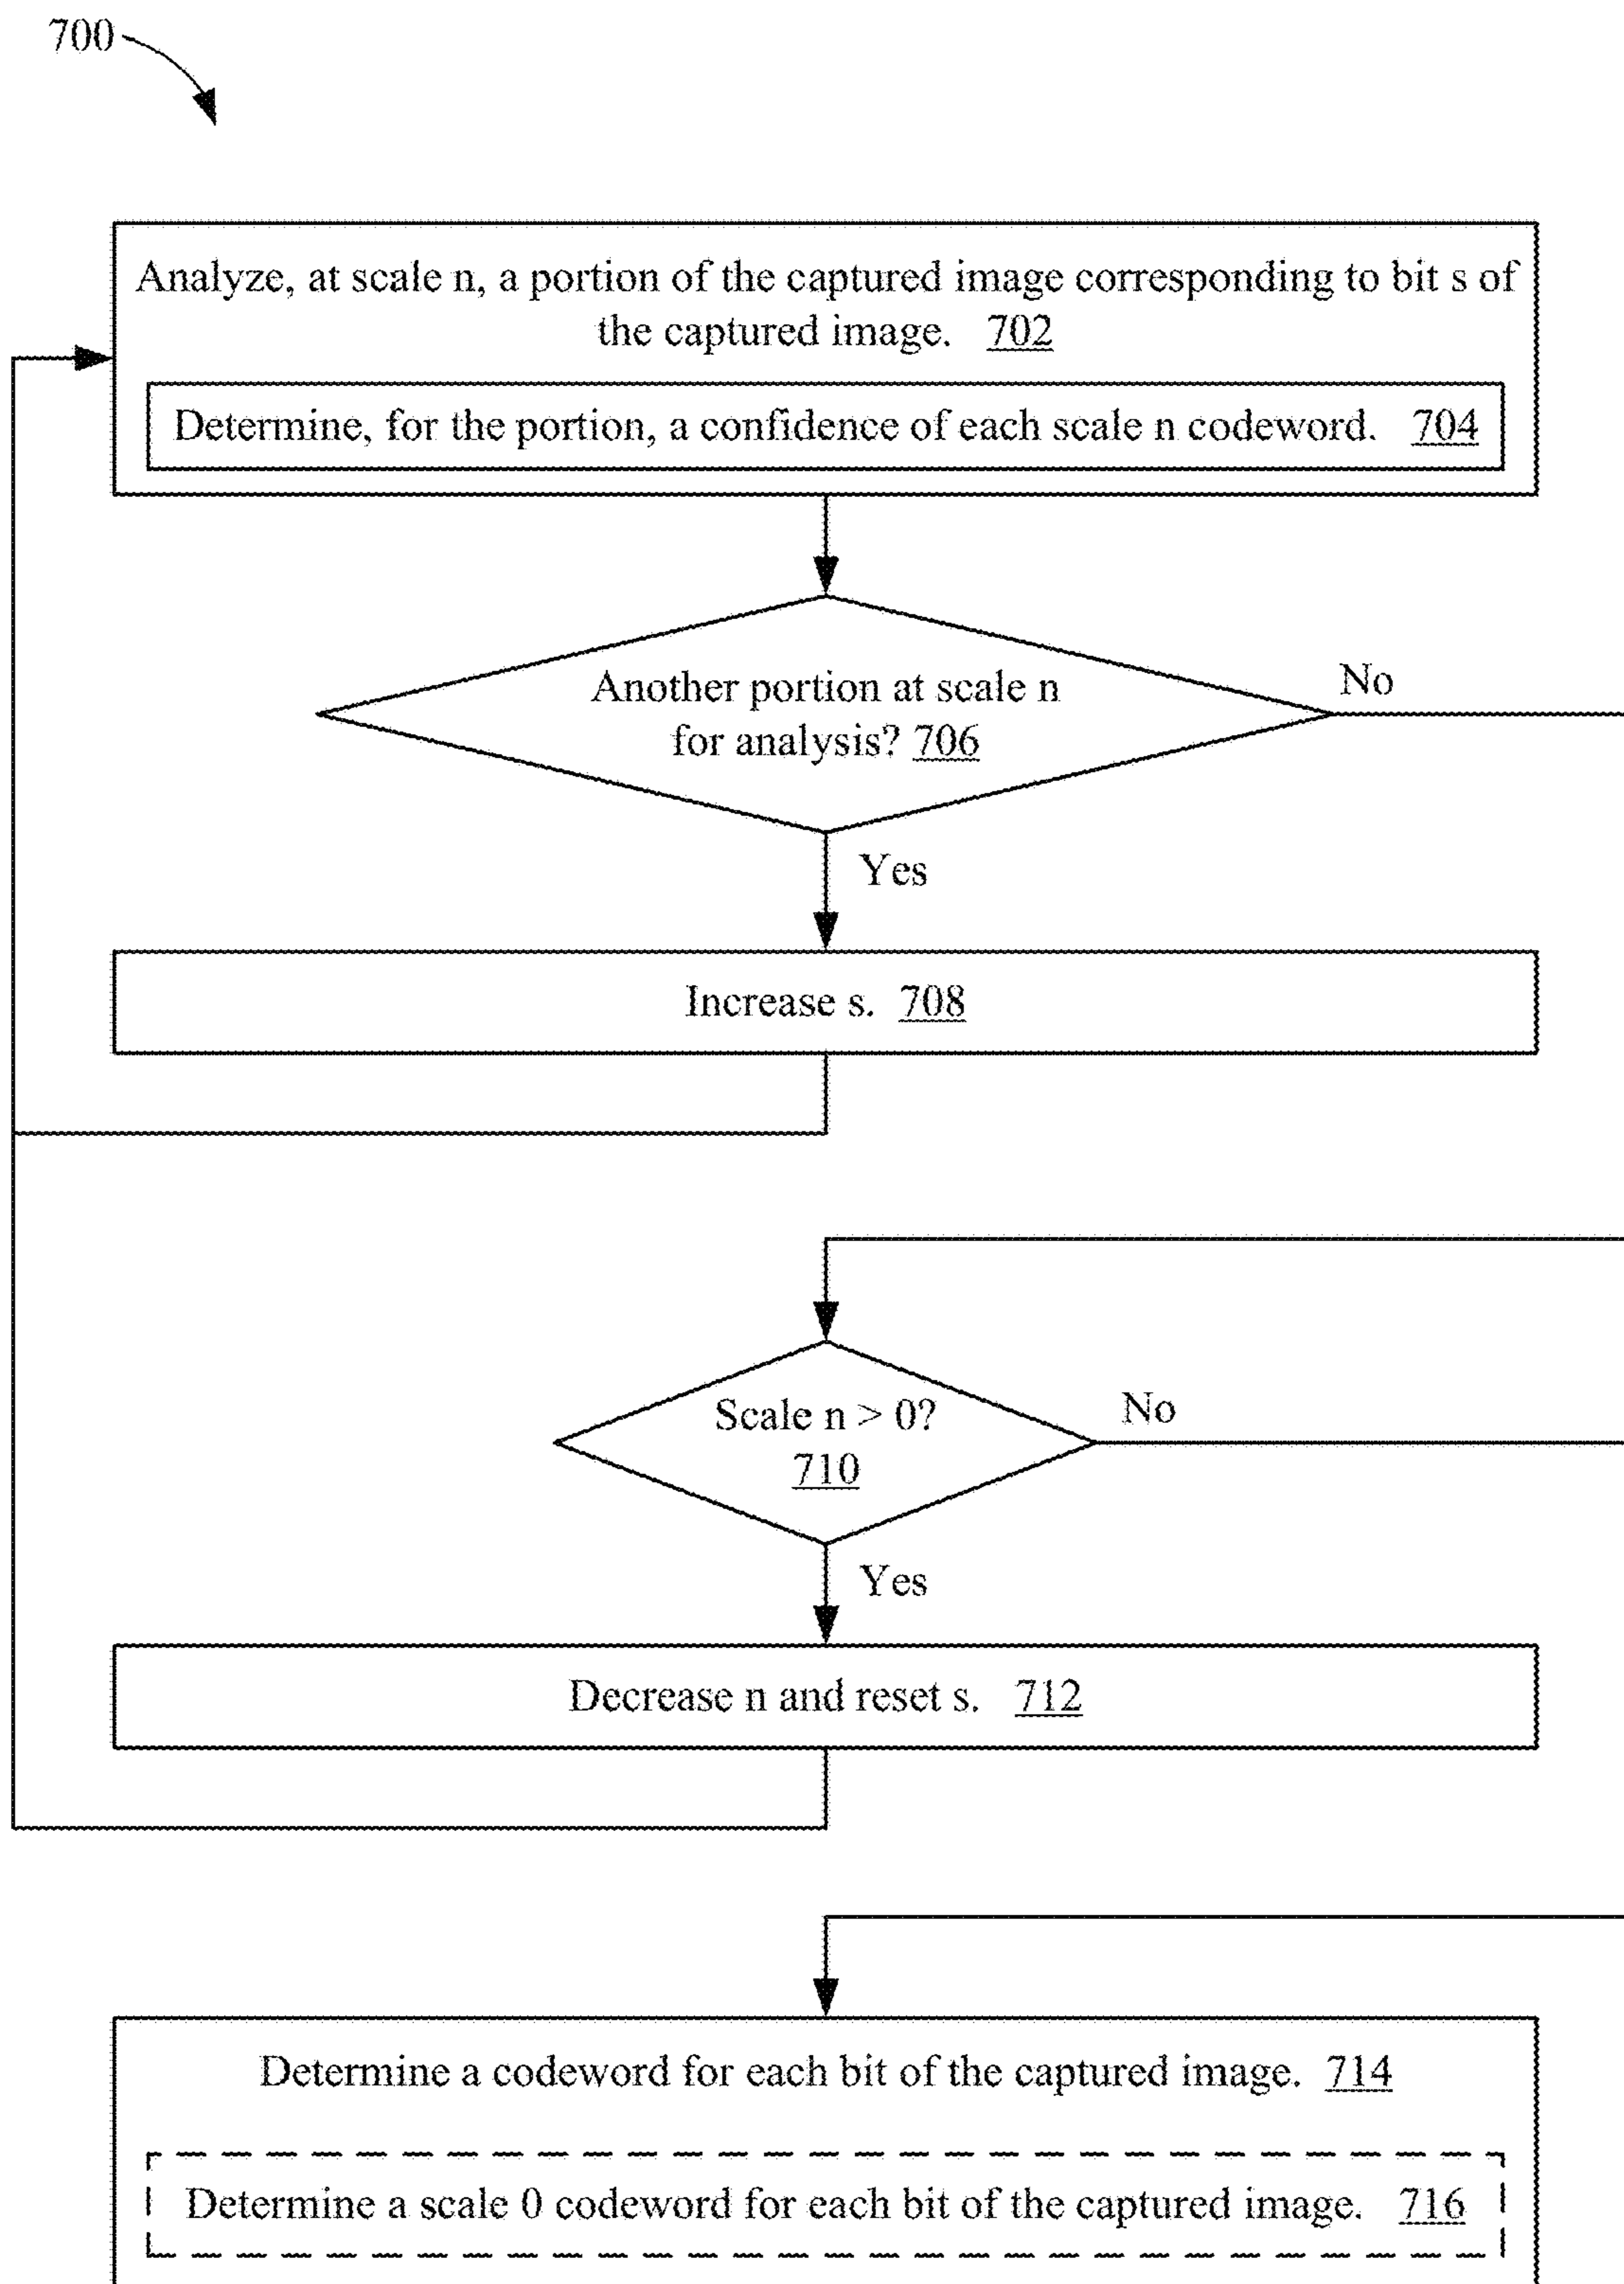 700
Analyze, at scale n, a portion of the captured image corresponding to bit s of
the captured image. 702
Determine, for the portion, a confidence of each scale n codeword. 704
Another portion at scale n
for analysis? 706
No
Yes
Increase s. 708
Scale n > 0?
710
No
Yes
Decrease n and reset s. 712
Determine a codeword for each bit of the captured image. 714
Determine a scale 0 codeword for each bit of the captured image. 716